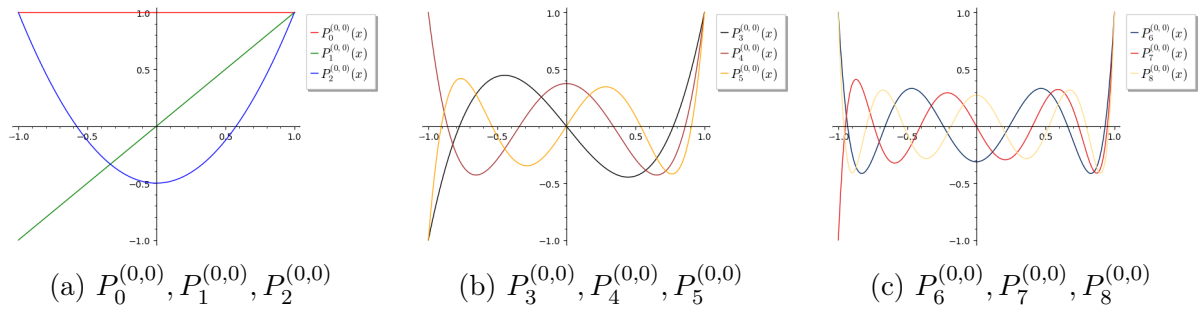 1.0
0.5
−0.5
−1.0
−1.0 −0.5 0.5 1.0
P_0^{(0, 0)}(x)
P_1^{(0, 0)}(x)
P_2^{(0, 0)}(x)
(a) P_0^{(0,0)}, P_1^{(0,0)}, P_2^{(0,0)}
1.0
0.5
−0.5
−1.0
−1.0 −0.5 0.5 1.0
P_3^{(0, 0)}(x)
P_4^{(0, 0)}(x)
P_5^{(0, 0)}(x)
(b) P_3^{(0,0)}, P_4^{(0,0)}, P_5^{(0,0)}
1.0
0.5
−0.5
−1.0
−1.0 −0.5 0.5 1.0
P_6^{(0, 0)}(x)
P_7^{(0, 0)}(x)
P_8^{(0, 0)}(x)
(c) P_6^{(0,0)}, P_7^{(0,0)}, P_8^{(0,0)}